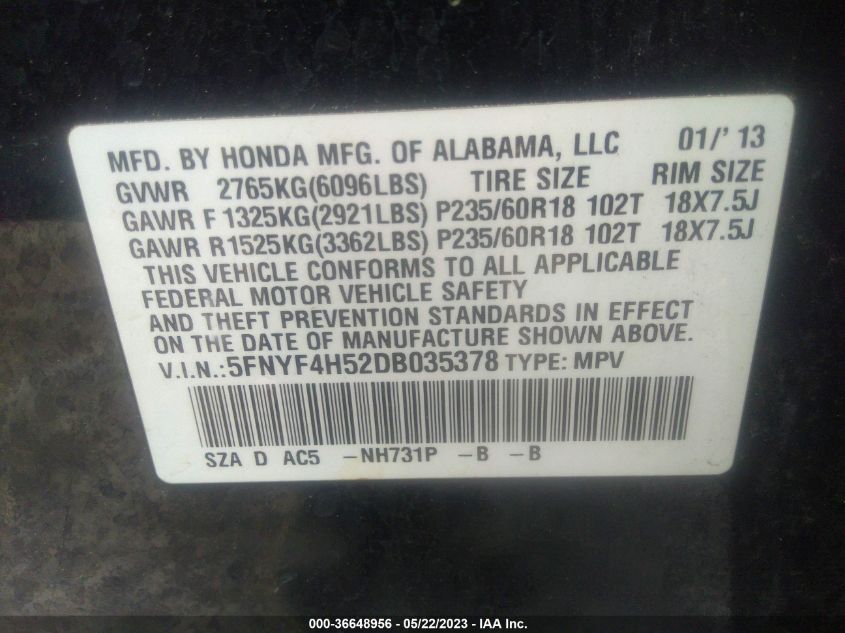 MFD. BY HONDA MFG. OF ALABAMA, LLC 01/' 13
GVWR 2765KG(6096LBS) TIRE SIZE RIM SIZE
GAWR F 1325KG(2921LBS) P235/60R18 102T 18X7.5J
GAWR R1525KG(3362LBS) P235/60R18 102T 18X7.5J
THIS VEHICLE CONFORMS TO ALL APPLICABLE
FEDERAL MOTOR VEHICLE SAFETY
AND THEFT PREVENTION STANDARDS IN EFFECT
ON THE DATE OF MANUFACTURE SHOWN ABOVE.
V.I.N.:5FNYF4H52DB035378 TYPE: MPV
SZA D AC5 -NH731P -B -B
000-36648956 - 05/22/2023 - IAA Inc.